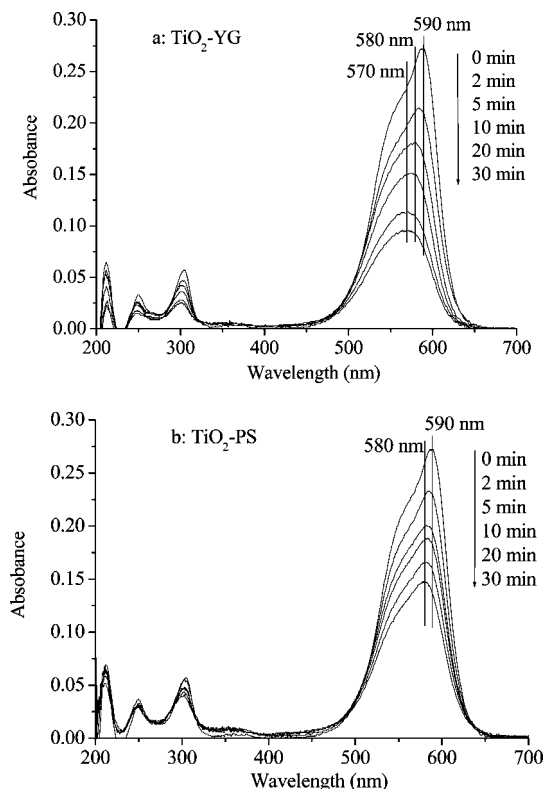 a: TiO2-YG
590 nm
580 nm
570 nm
0 min
2 min
5 min
10 min
20 min
30 min
0.30
0.25
0.20
0.15
0.10
0.05
0.00
Absobance
200
300
400
500
600
700
Wavelength (nm)
b: TiO2-PS
590 nm
580 nm
0 min
2 min
5 min
10 min
20 min
30 min
0.30
0.25
0.20
0.15
0.10
0.05
0.00
Absorbance
200
300
400
500
600
700
Wavelength (nm)